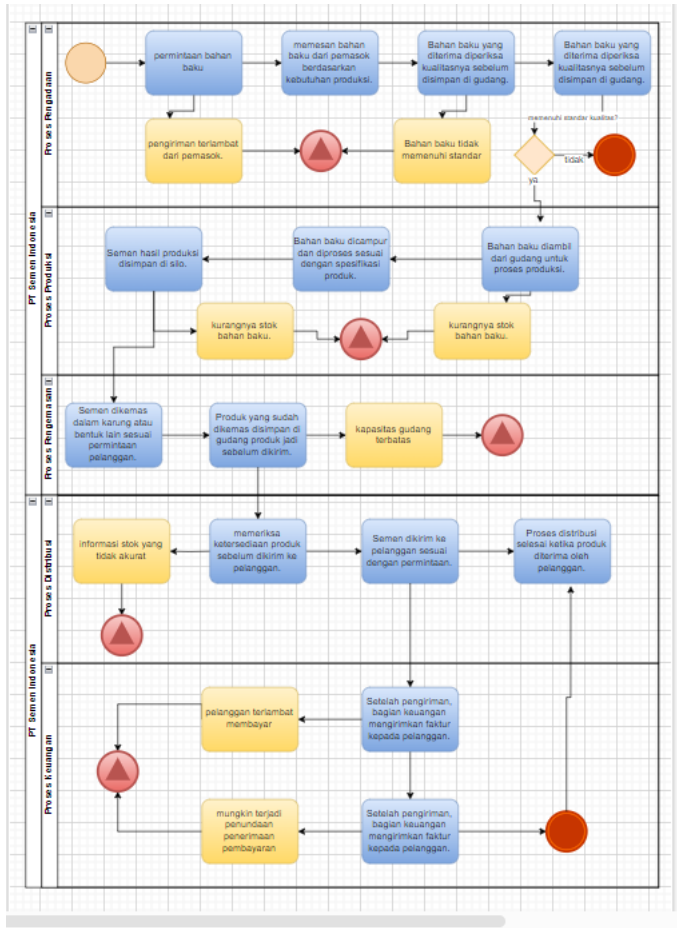 PT Semen Indonesia
Proses Pengadaan
permintaan bahan
baku
memesan bahan
baku dari pemasok
berdasarkan
kebutuhan produksi.
Bahan baku yang
diterima diperiksa
kualitasnya sebelum
disimpan di gudang.
Bahan baku yang
diterima diperiksa
kualitasnya sebelum
disimpan di gudang.
pengiriman terlambat
dari pemasok.
Bahan baku tidak
memenuhi standar
memenuhi standar kualitas?
tidak
ya
Proses Produksi
Semen hasil produksi
disimpan di silo.
Bahan baku dicampur
dan diproses sesuai
dengan spesifikasi
produk.
Bahan baku diambil
dari gudang untuk
proses produksi.
kurangnya stok
bahan baku.
kurangnya stok
bahan baku.
Proses Pengemasan
Semen dikemas
dalam karung atau
bentuk lain sesuai
permintaan
pelanggan.
Produk yang sudah
dikemas disimpan di
gudang produk jadi
sebelum dikirim.
kapasitas gudang
terbatas
PT Semen Indonesia
Proses Distribusi
informasi stok yang
tidak akurat
memeriksa
ketersediaan produk
sebelum dikirim ke
pelanggan.
Semen dikirim ke
pelanggan sesuai
dengan permintaan.
Proses distribusi
selesai ketika produk
diterima oleh
pelanggan.
Proses Keuangan
pelanggan terlambat
membayar
Setelah pengiriman,
bagian keuangan
mengirimkan faktur
kepada pelanggan.
mungkin terjadi
penundaan
penerimaan
pembayaran
Setelah pengiriman,
bagian keuangan
mengirimkan faktur
kepada pelanggan.